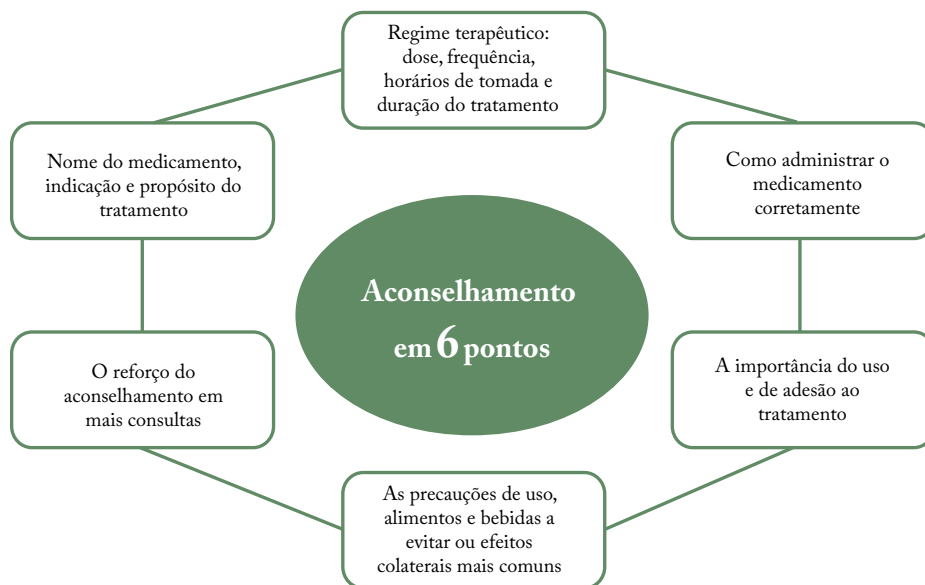 Regime terapêutico:
dose, frequência,
horários de tomada e
duração do tratamento
Nome do medicamento,
indicação e propósito do
tratamento
Como administrar o
medicamento
corretamente
Aconselhamento
em 6 pontos
O reforço do
aconselhamento em
mais consultas
A importância do uso
e de adesão ao
tratamento
As precauções de uso,
alimentos e bebidas a
evitar ou efeitos
colaterais mais comuns